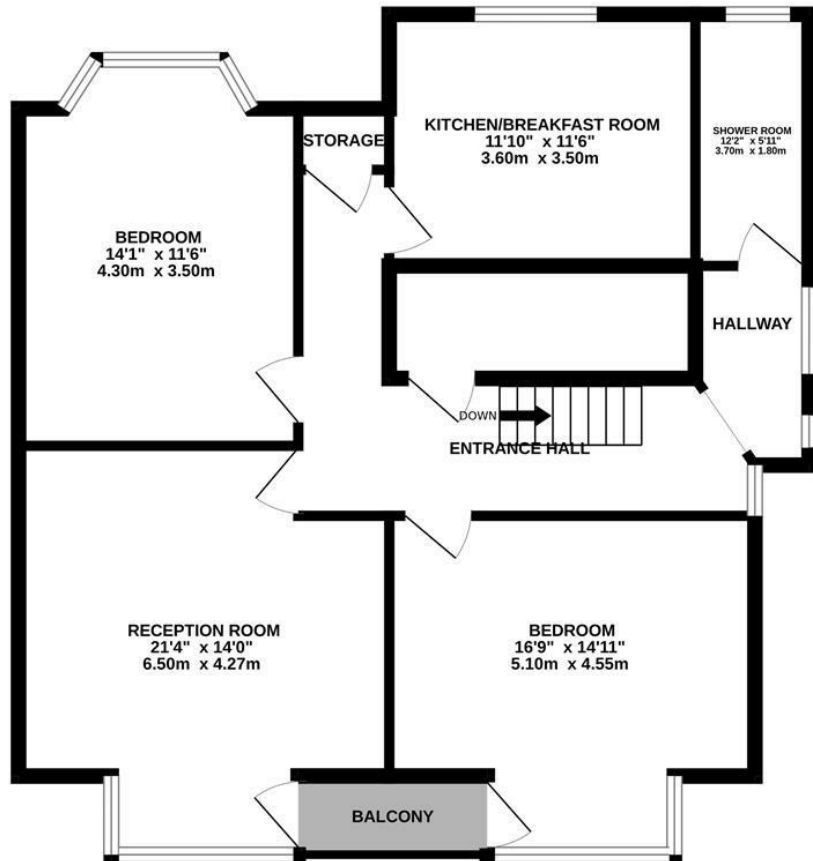 KITCHEN/BREAKFAST ROOM
11'10" x 11'6"
3.60m x 3.50m
SHOWER ROOM
12'2" x 5'11"
3.70m x 1.80m
STORAGE
BEDROOM
14'1" x 11'6"
4.30m x 3.50m
HALLWAY
DOWN
ENTRANCE HALL
RECEPTION ROOM
21'4" x 14'0"
6.50m x 4.27m
BEDROOM
16'9" x 14'11"
5.10m x 4.55m
BALCONY